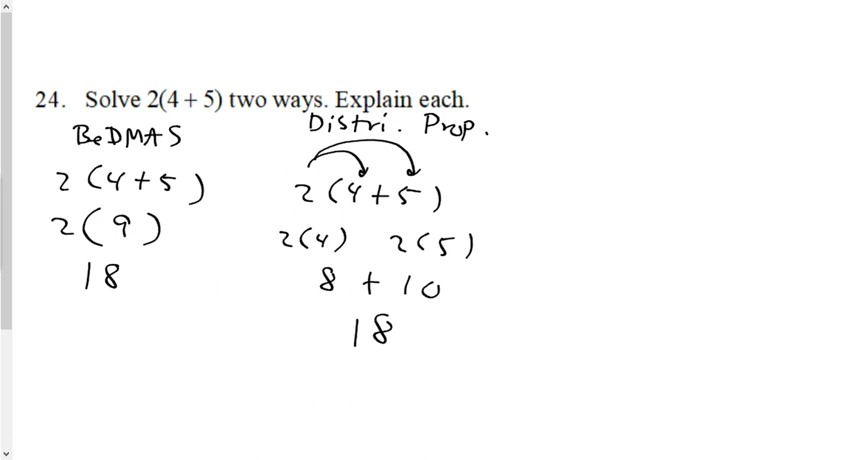 24. Solve 2(4 + 5) two ways. Explain each.
BeDMAS
2(4+5)
2(9)
18
Distri. Prop.
2(4+5)
2(4) 2(5)
8 + 10
18